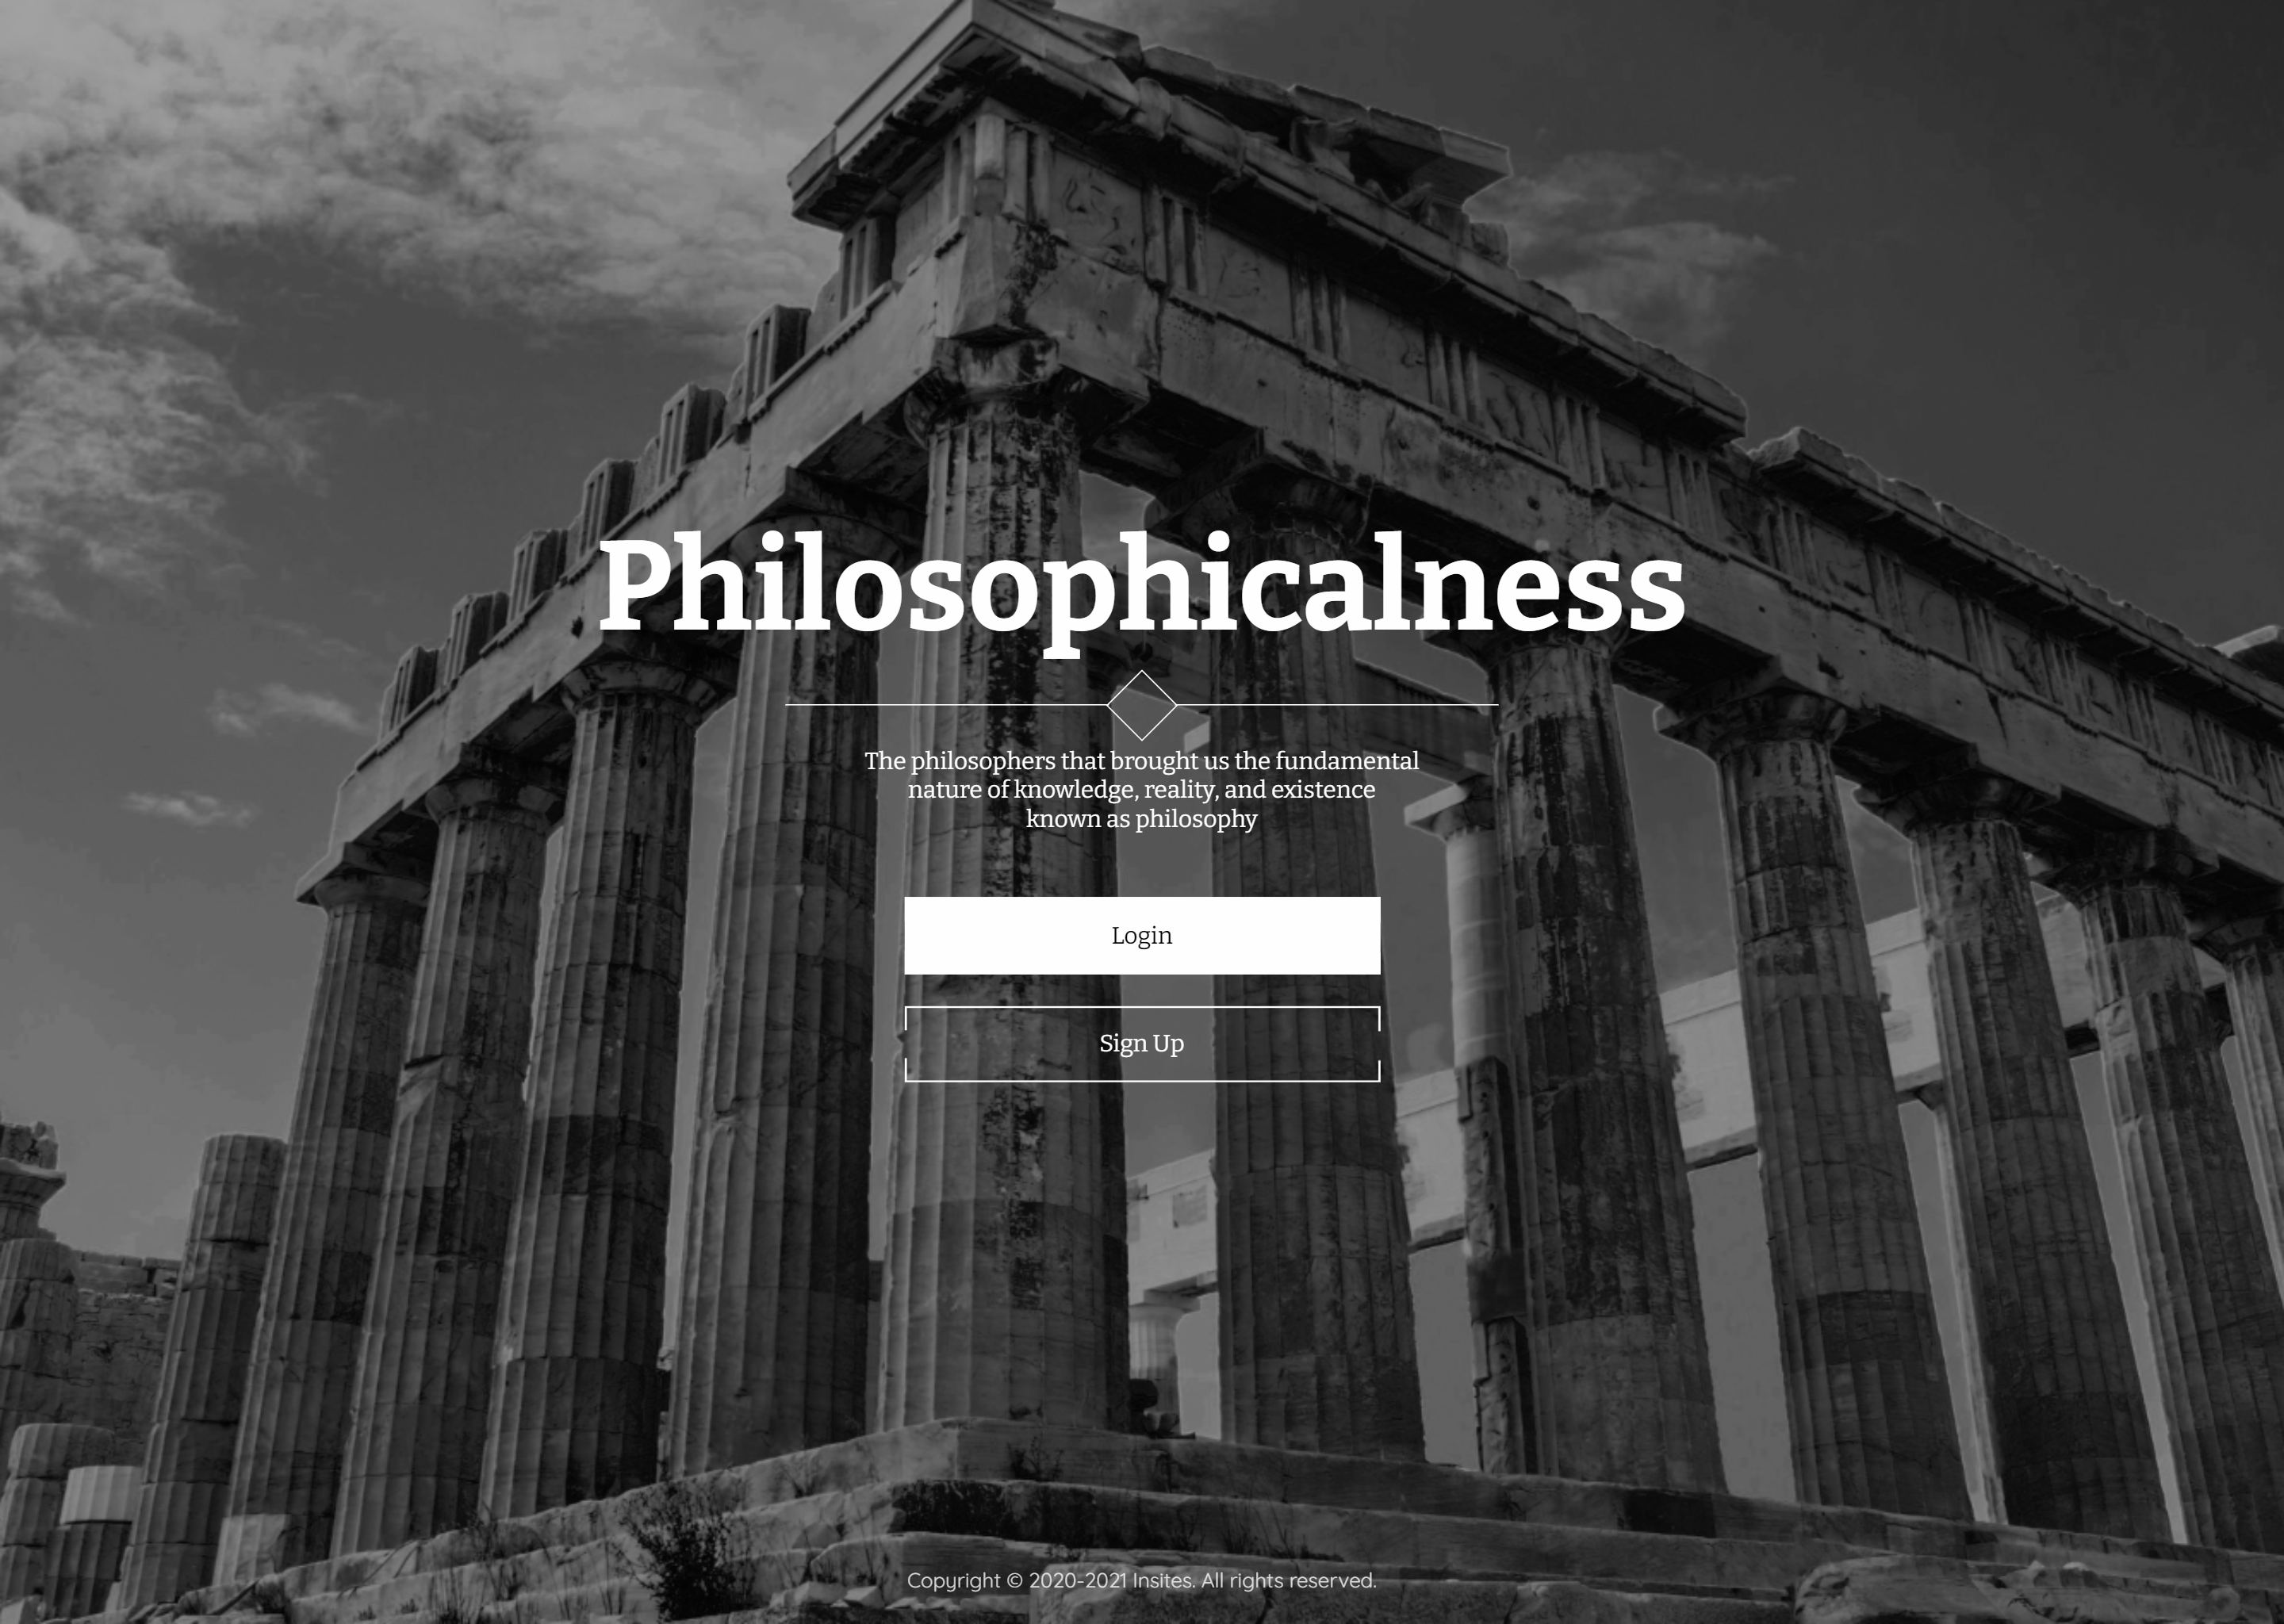 Philosophicalness
The philosophers that brought us the fundamental
nature of knowledge, reality, and existence
known as philosophy
Login
Sign Up
Copyright © 2020-2021 Insites. All rights reserved.